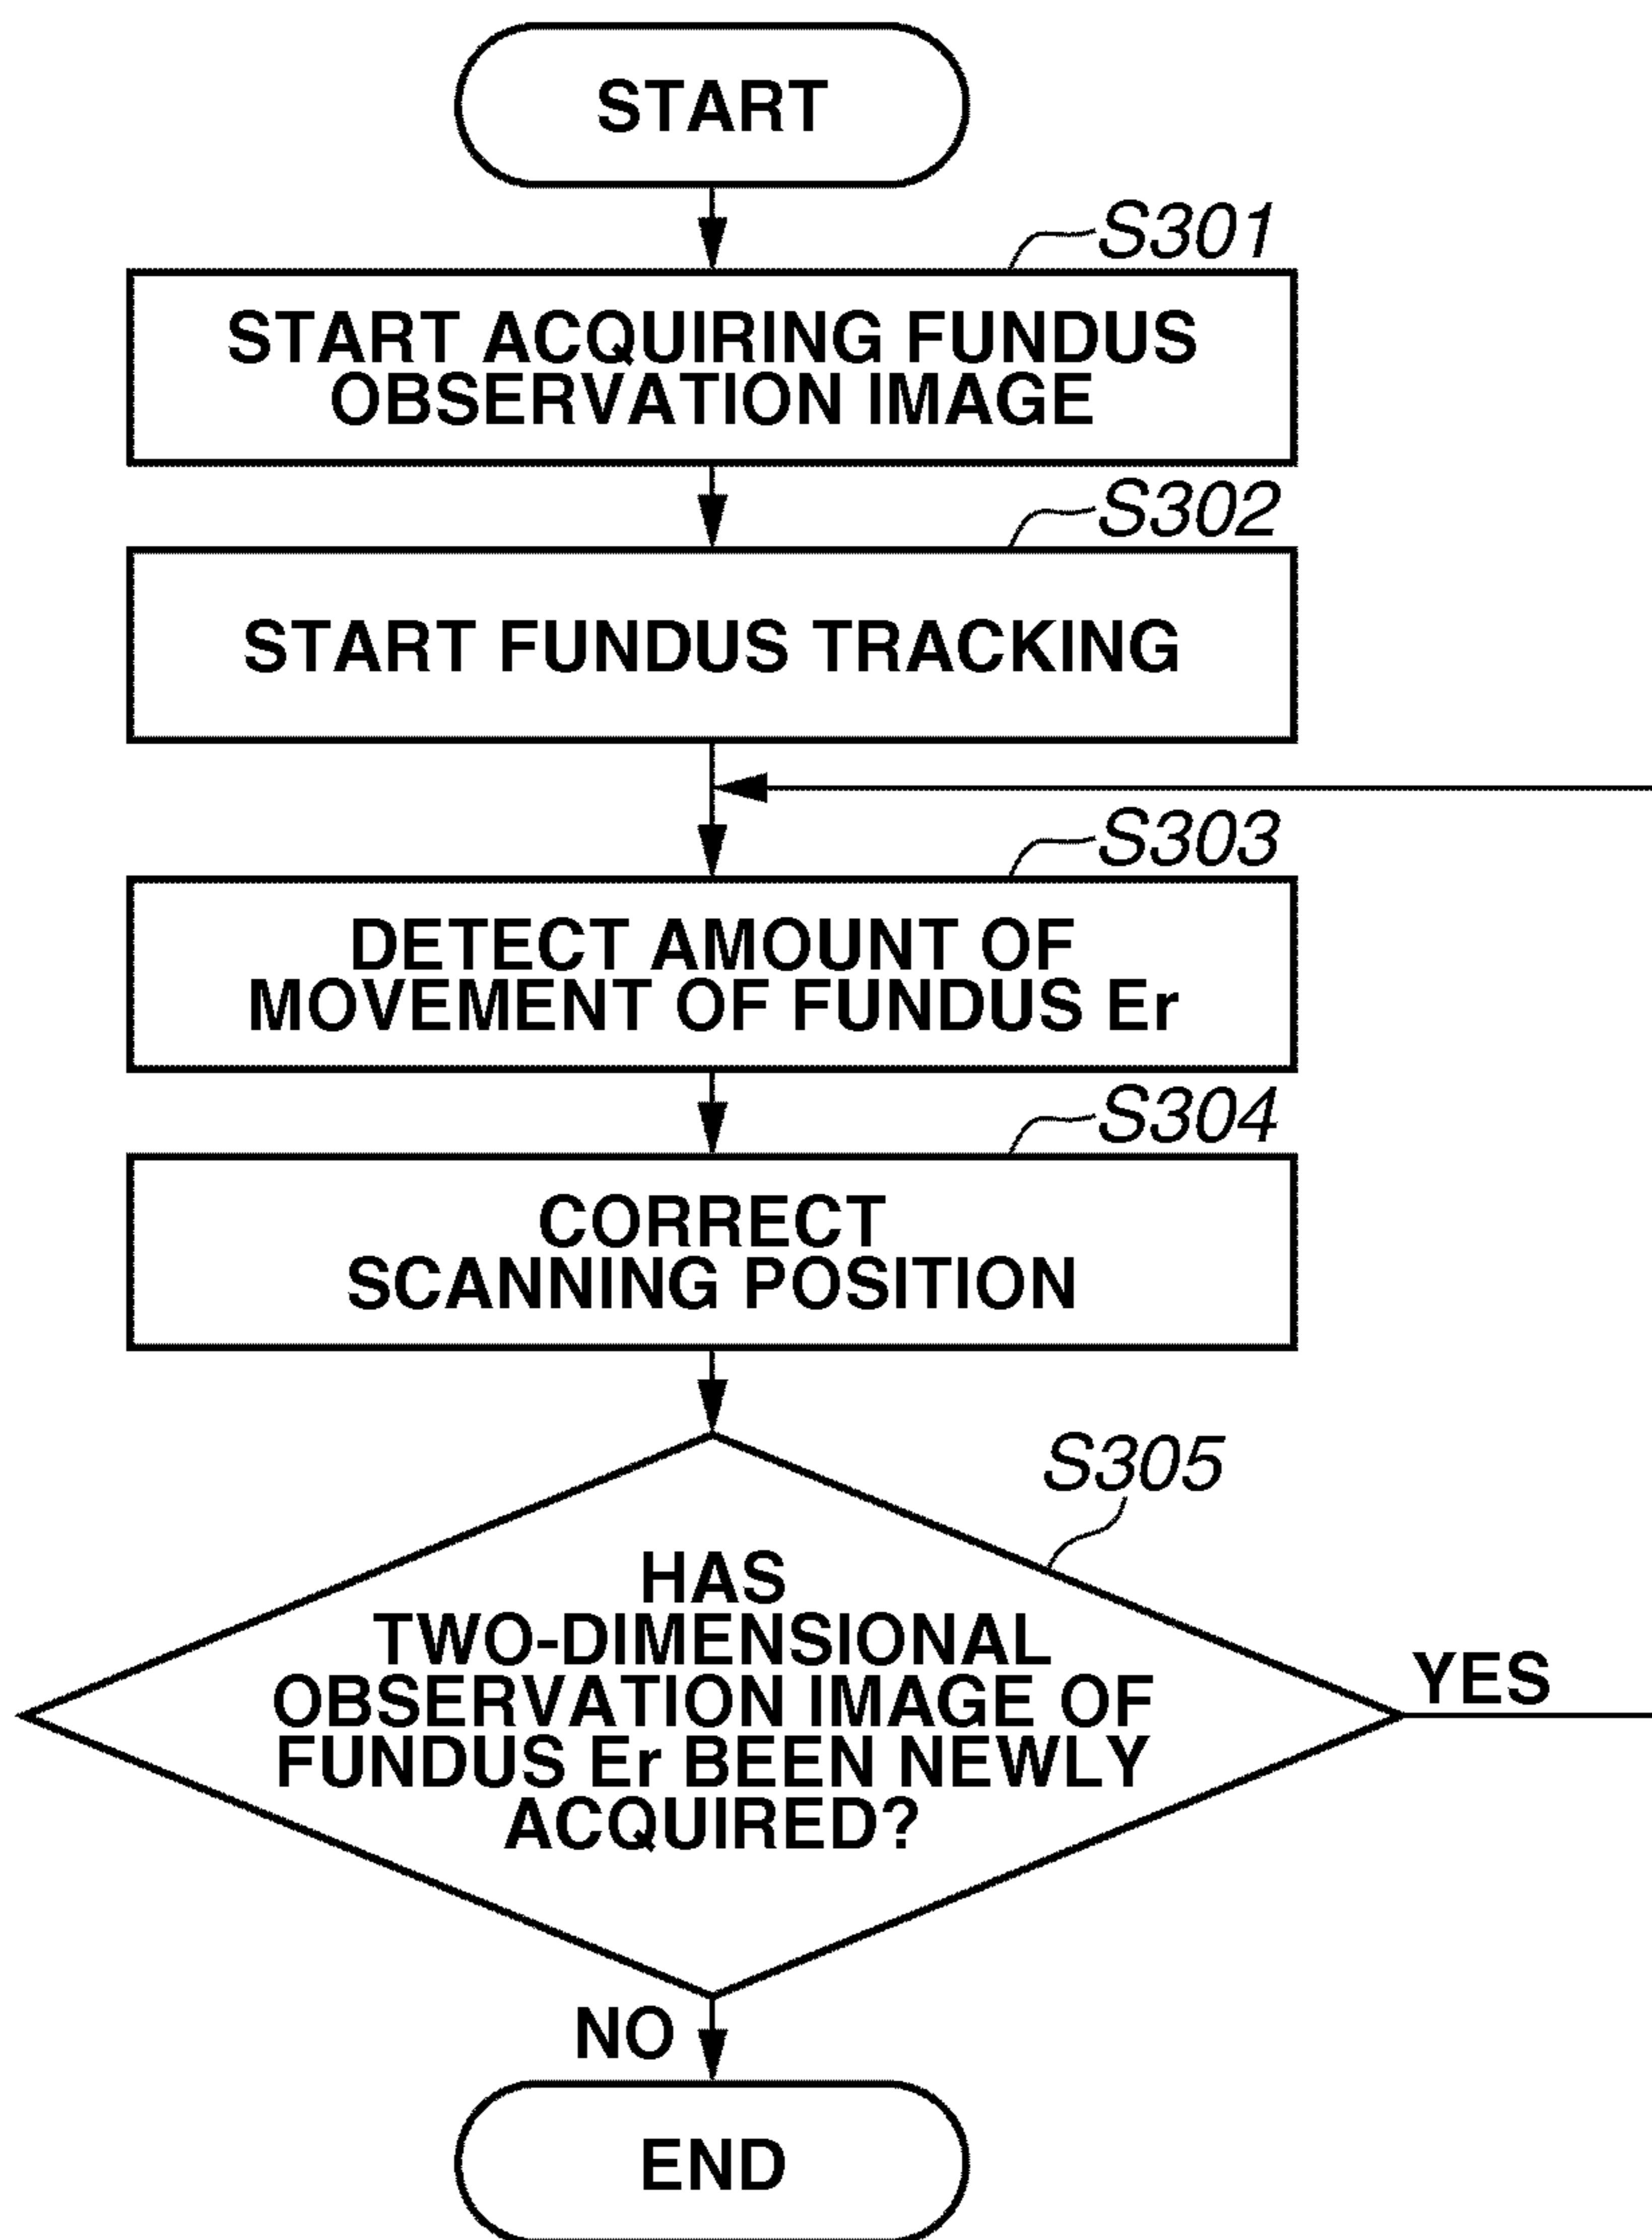 START
S301
START ACQUIRING FUNDUS
OBSERVATION IMAGE
S302
START FUNDUS TRACKING
S303
DETECT AMOUNT OF
MOVEMENT OF FUNDUS Er
S304
CORRECT
SCANNING POSITION
S305
HAS
TWO-DIMENSIONAL
OBSERVATION IMAGE OF
FUNDUS Er BEEN NEWLY
ACQUIRED?
YES
NO
END